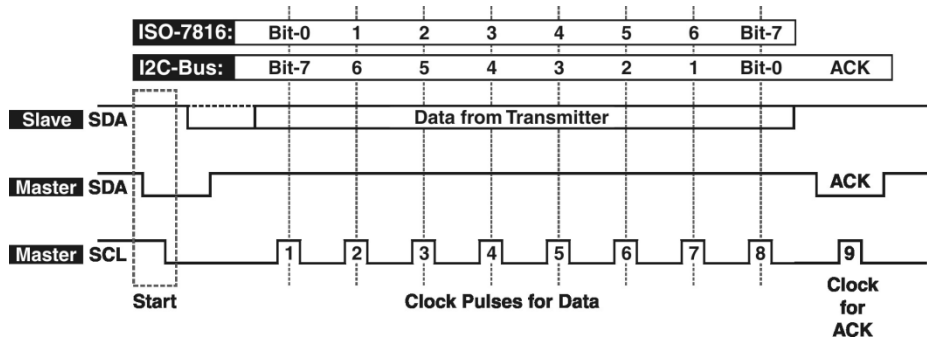 ISO-7816: Bit-0 1 2 3 4 5 6 Bit-7
I2C-Bus: Bit-7 6 5 4 3 2 1 Bit-0 ACK
Slave SDA Data from Transmitter
Master SDA ACK
Master SCL 1 2 3 4 5 6 7 8 9
Start Clock Pulses for Data Clock
for
ACK